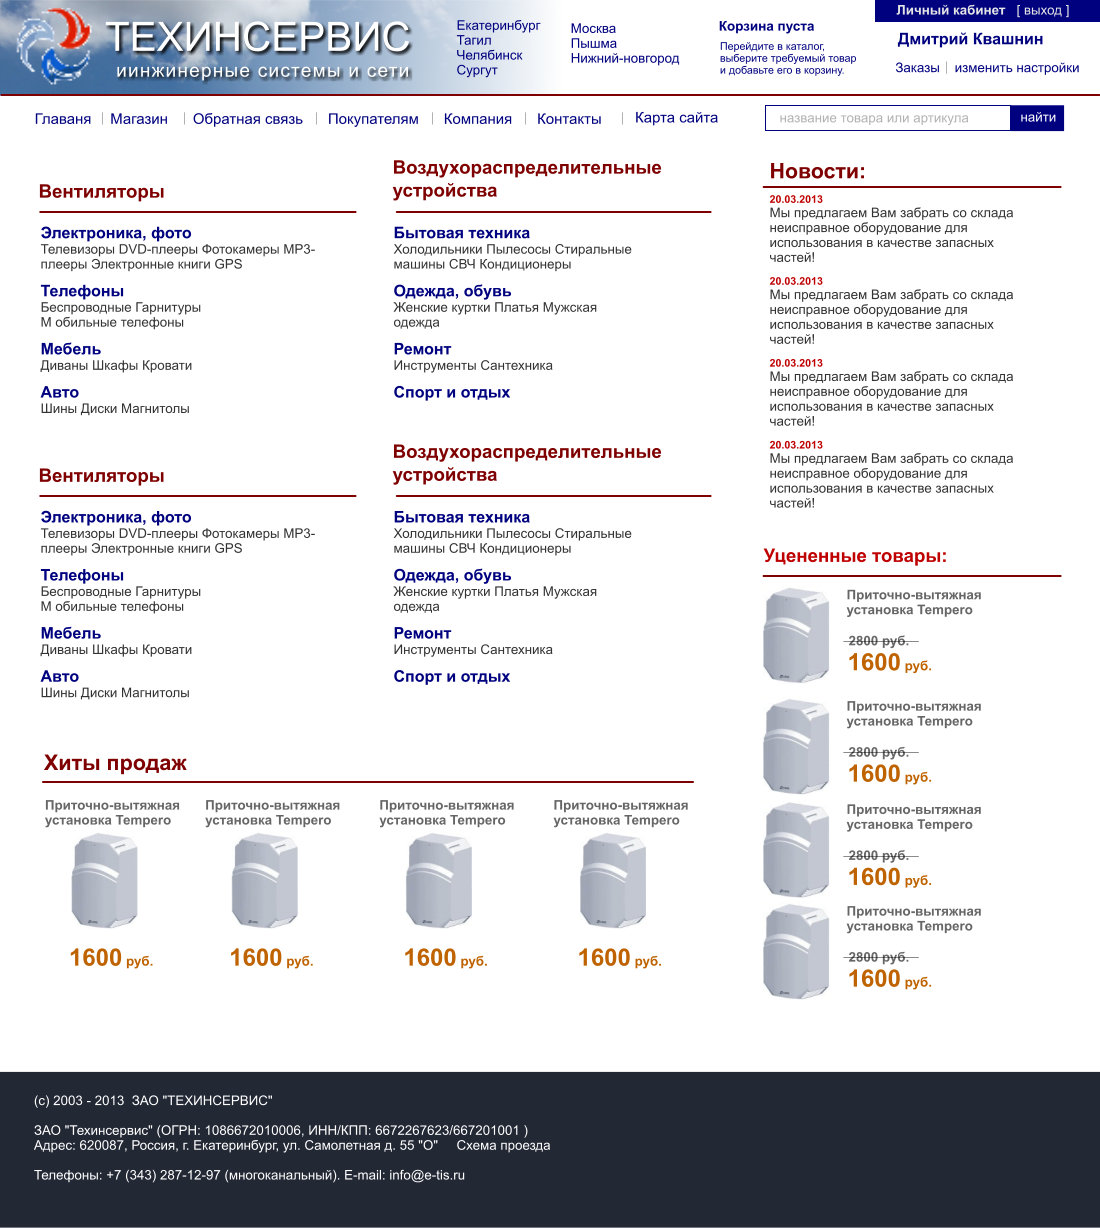 ТЕХИНСЕРВИС
иинжинерные системы и сети
Екатеринбург
Тагил
Челябинск
Сургут
Москва
Пышма
Нижний-новгород
Корзина пуста
Перейдите в каталог,
выберите требуемый товар
и добавьте его в корзину.
Личный кабинет [ выход ]
Дмитрий Квашнин
Заказы изменить настройки
Главаня Магазин Обратная связь Покупателям Компания Контакты Карта сайта
название товара или артикула найти
Вентиляторы
Электроника, фото
Телевизоры DVD-плееры Фотокамеры МР3-
плееры Электронные книги GPS
Телефоны
Беспроводные Гарнитуры
М обильные телефоны
Мебель
Диваны Шкафы Кровати
Авто
Шины Диски Магнитолы
Воздухораспределительные
устройства
Бытовая техника
Холодильники Пылесосы Стиральные
машины СВЧ Кондиционеры
Одежда, обувь
Женские куртки Платья Мужская
одежда
Ремонт
Инструменты Сантехника
Спорт и отдых
Вентиляторы
Электроника, фото
Телевизоры DVD-плееры Фотокамеры МР3-
плееры Электронные книги GPS
Телефоны
Беспроводные Гарнитуры
М обильные телефоны
Мебель
Диваны Шкафы Кровати
Авто
Шины Диски Магнитолы
Воздухораспределительные
устройства
Бытовая техника
Холодильники Пылесосы Стиральные
машины СВЧ Кондиционеры
Одежда, обувь
Женские куртки Платья Мужская
одежда
Ремонт
Инструменты Сантехника
Спорт и отдых
Хиты продаж
Приточно-вытяжная
установка Tempero
1600 руб.
Приточно-вытяжная
установка Tempero
1600 руб.
Приточно-вытяжная
установка Tempero
1600 руб.
Приточно-вытяжная
установка Tempero
1600 руб.
Новости:
20.03.2013
Мы предлагаем Вам забрать со склада
неисправное оборудование для
использования в качестве запасных
частей!
20.03.2013
Мы предлагаем Вам забрать со склада
неисправное оборудование для
использования в качестве запасных
частей!
20.03.2013
Мы предлагаем Вам забрать со склада
неисправное оборудование для
использования в качестве запасных
частей!
20.03.2013
Мы предлагаем Вам забрать со склада
неисправное оборудование для
использования в качестве запасных
частей!
Уцененные товары:
Приточно-вытяжная
установка Tempero
2800 руб.
1600 руб.
Приточно-вытяжная
установка Tempero
2800 руб.
1600 руб.
Приточно-вытяжная
установка Tempero
2800 руб.
1600 руб.
Приточно-вытяжная
установка Tempero
2800 руб.
1600 руб.
(с) 2003 - 2013 ЗАО "ТЕХИНСЕРВИС"
ЗАО "Техинсервис" (ОГРН: 1086672010006, ИНН/КПП: 6672267623/667201001 )
Адрес: 620087, Россия, г. Екатеринбург, ул. Самолетная д. 55 "О" Схема проезда
Телефоны: +7 (343) 287-12-97 (многоканальный). E-mail: info@e-tis.ru